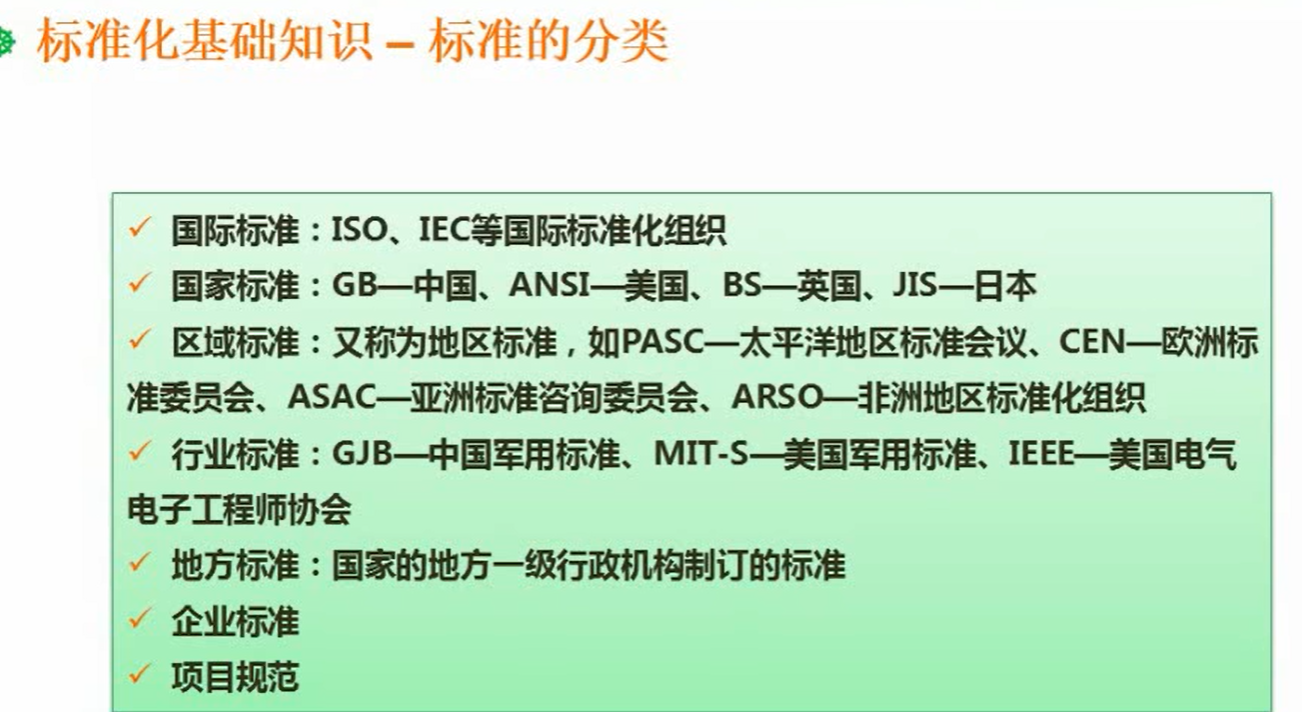 标准化基础知识 – 标准的分类
✓ 国际标准：ISO、IEC等国际标准化组织
✓ 国家标准：GB—中国、ANSI—美国、BS—英国、JIS—日本
✓ 区域标准：又称为地区标准，如PASC—太平洋地区标准会议、CEN—欧洲标
准委员会、ASAC—亚洲标准咨询委员会、ARSO—非洲地区标准化组织
✓ 行业标准：GJB—中国军用标准、MIT-S—美国军用标准、IEEE—美国电气
电子工程师协会
✓ 地方标准：国家的地方一级行政机构制订的标准
✓ 企业标准
✓ 项目规范